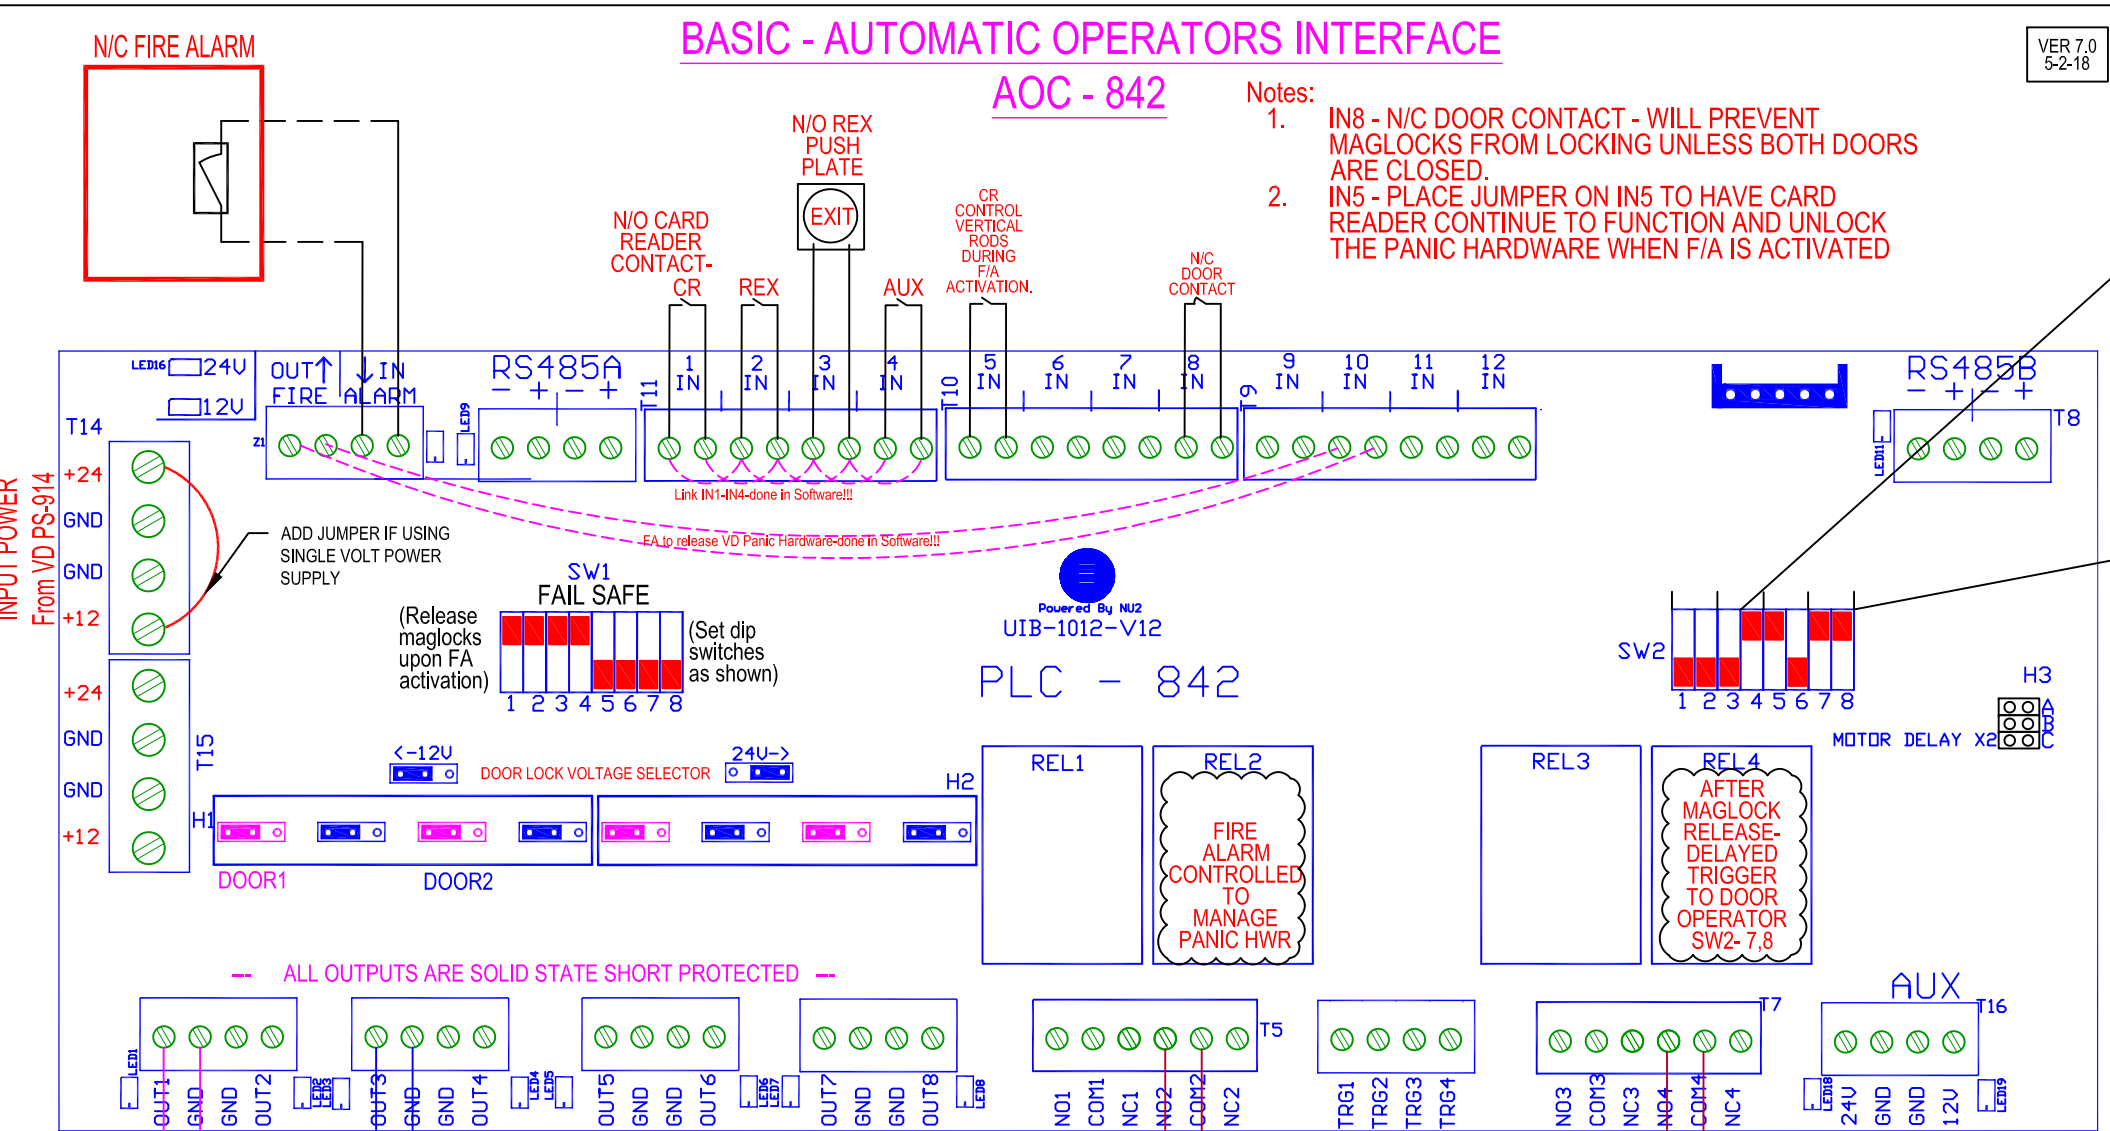 BASIC - AUTOMATIC OPERATORS INTERFACE
AOC - 842
VER 7.0
5-2-18
N/C FIRE ALARM
Notes:
1. IN8 - N/C DOOR CONTACT - WILL PREVENT
MAGLOCKS FROM LOCKING UNLESS BOTH DOORS
ARE CLOSED.
2. IN5 - PLACE JUMPER ON IN5 TO HAVE CARD
READER CONTINUE TO FUNCTION AND UNLOCK
THE PANIC HARDWARE WHEN F/A IS ACTIVATED
N/O REX
PUSH
PLATE
EXIT
N/O CARD
READER
CONTACT-
CR
REX
AUX
CR
CONTROL
VERTICAL
RODS
DURING
F/A
ACTIVATION.
N/C
DOOR
CONTACT
LED16
24V
12V
OUT
IN
FIRE
ALARM
Z1
LED9
RS485A
- + - +
T11
1
IN
2
IN
3
IN
4
IN
T10
5
IN
6
IN
7
IN
8
IN
T9
9
IN
10
IN
11
IN
12
IN
RS485B
- + - +
T8
LED11
Link IN1-IN4-done in Software!!!
FA to release VD Panic Hardware-done in Software!!!
INPUT POWER
From VD PS-914
T14
+24
GND
GND
+12
ADD JUMPER IF USING
SINGLE VOLT POWER
SUPPLY
+24
GND
GND
+12
T15
SW1
FAIL SAFE
(Release
maglocks
upon FA
activation)
(Set dip
switches
as shown)
1 2 3 4 5 6 7 8
Powered By NU2
UIB-1012-V12
PLC - 842
SW2
1 2 3 4 5 6 7 8
H3
A
B
C
MOTOR DELAY X2
<-12V
DOOR LOCK VOLTAGE SELECTOR
24V->
H1
H2
DOOR1
DOOR2
REL1
REL2
FIRE
ALARM
CONTROLLED
TO
MANAGE
PANIC HWR
REL3
REL4
AFTER
MAGLOCK
RELEASE-
DELAYED
TRIGGER
TO DOOR
OPERATOR
SW2- 7,8
--- ALL OUTPUTS ARE SOLID STATE SHORT PROTECTED ---
LED1
OUT1
GND
GND
OUT2
LED2
LED3
OUT3
GND
GND
OUT4
LED4
LED5
OUT5
GND
GND
OUT6
LED6
LED7
OUT7
GND
GND
OUT8
LED8
T5
NO1
COM1
NC1
NO2
COM2
NC2
TRG1
TRG2
TRG3
TRG4
T7
NO3
COM3
NC3
NO4
COM4
NC4
AUX
T16
LED18
24V
GND
GND
12V
LED19